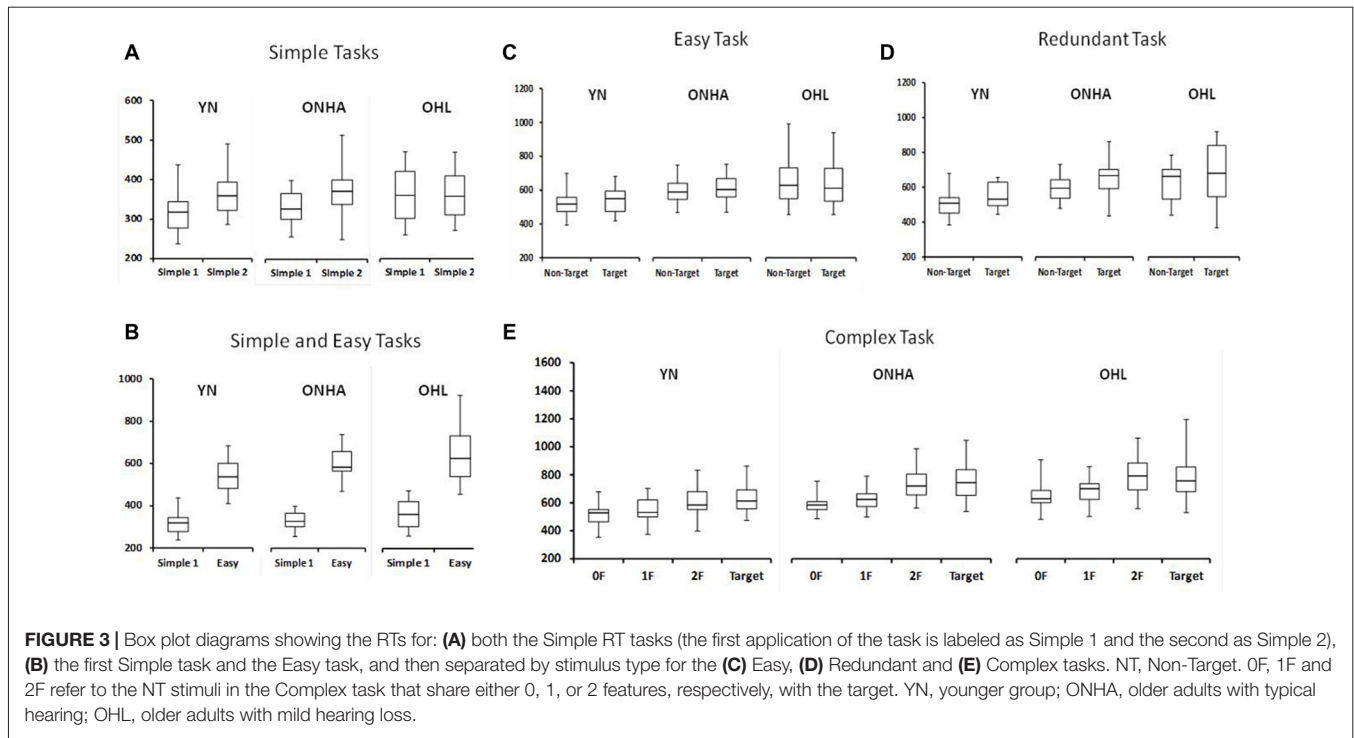 A
Simple Tasks
YN ONHA OHL
600
500
400
300
200
Simple 1 Simple 2 Simple 1 Simple 2 Simple 1 Simple 2
C
Easy Task
1200
YN ONHA OHL
1000
800
600
400
200
Non-Target Target Non-Target Target Non-Target Target
D
Redundant Task
1200
YN ONHA OHL
1000
800
600
400
200
Non-Target Target Non-Target Target Non-Target Target
B
Simple and Easy Tasks
1000
YN ONHA OHL
800
600
400
200
Simple 1 Easy Simple 1 Easy Simple 1 Easy
E
Complex Task
1600
YN ONHA OHL
1400
1200
1000
800
600
400
200
0F 1F 2F Target 0F 1F 2F Target 0F 1F 2F Target
FIGURE 3 | Box plot diagrams showing the RTs for: (A) both the Simple RT tasks (the first application of the task is labeled as Simple 1 and the second as Simple 2),
(B) the first Simple task and the Easy task, and then separated by stimulus type for the (C) Easy, (D) Redundant and (E) Complex tasks. NT, Non-Target. 0F, 1F and
2F refer to the NT stimuli in the Complex task that share either 0, 1, or 2 features, respectively, with the target. YN, younger group; ONHA, older adults with typical
hearing; OHL, older adults with mild hearing loss.